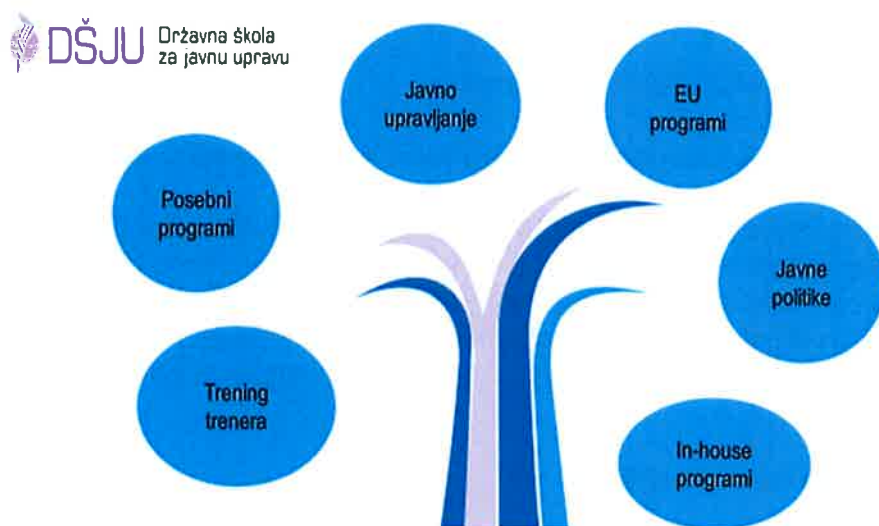 DŠJU
Državna škola
za javnu upravu
Javno
upravljanje
EU
programi
Posebni
programi
Javne
politike
Trening
trenera
In-house
programi